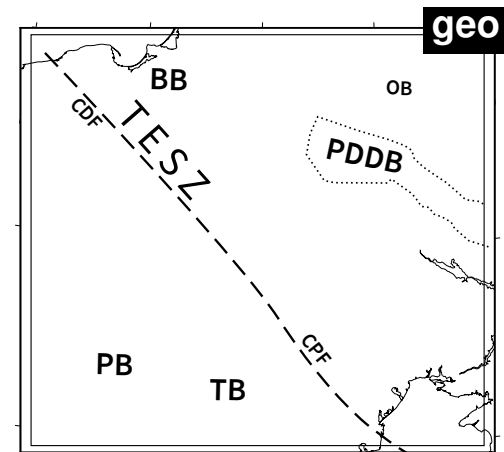 geo
BB
OB
CDF
TESZ
PDDB
CPF
PB
TB